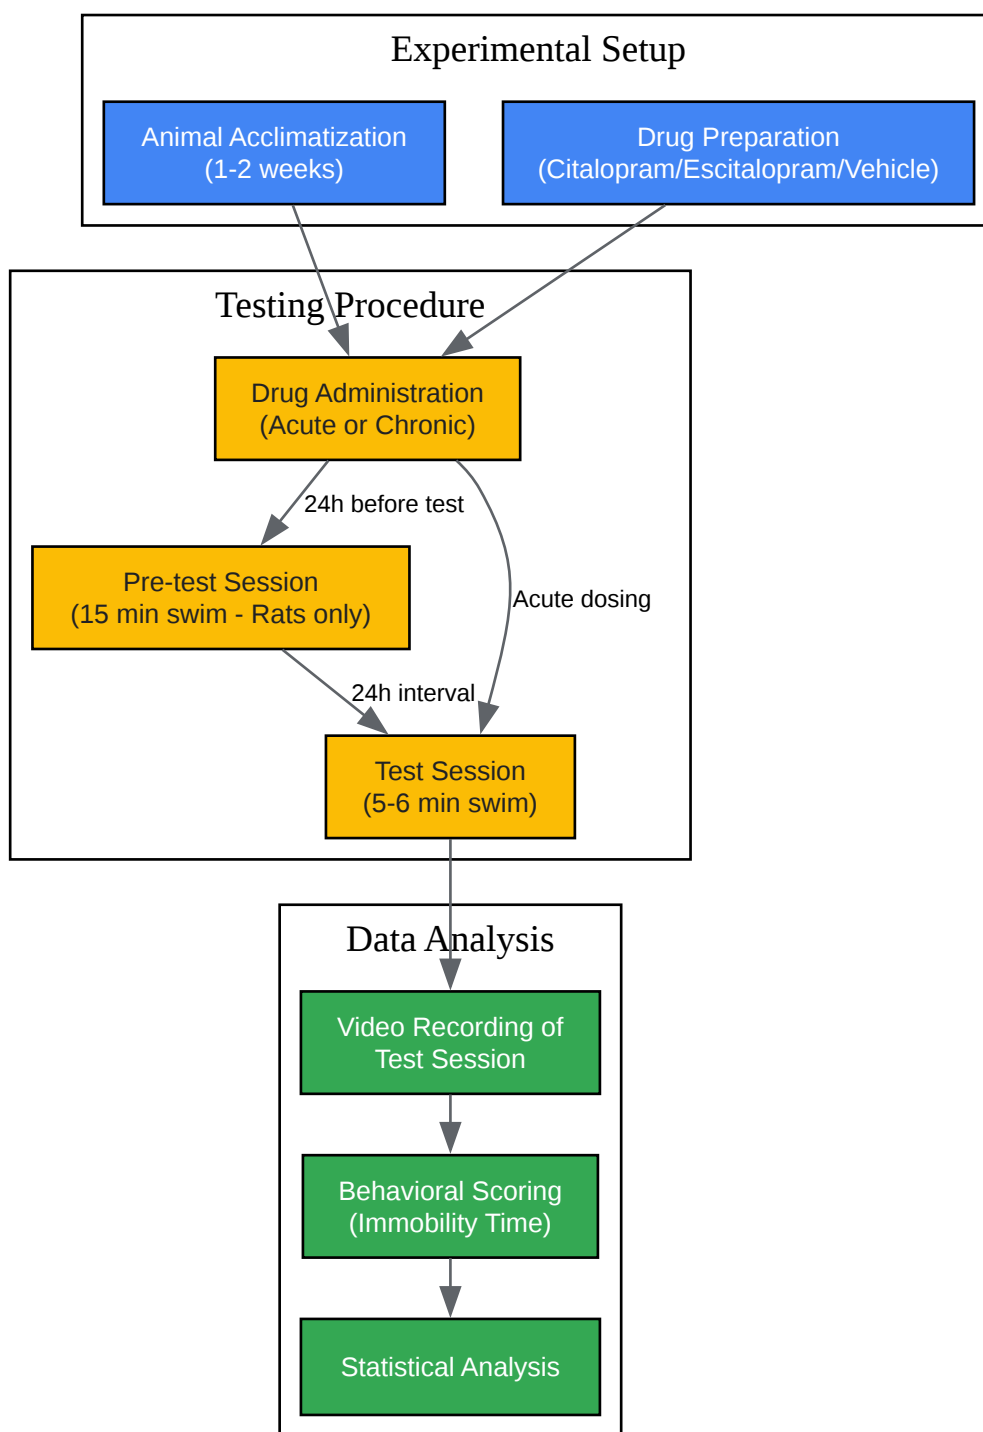 Experimental Setup
Animal Acclimatization
(1-2 weeks)
Drug Preparation
(Citalopram/Escitalopram/Vehicle)
Testing Procedure
Drug Administration
(Acute or Chronic)
24h before test
Pre-test Session
(15 min swim - Rats only)
Acute dosing
24h interval
Test Session
(5-6 min swim)
Data Analysis
Video Recording of
Test Session
Behavioral Scoring
(Immobility Time)
Statistical Analysis